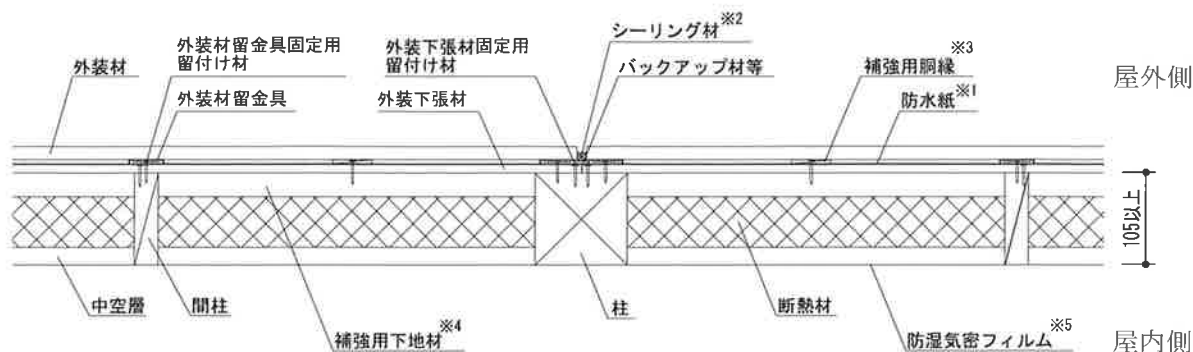 シーリング材※2
外装材留金具固定用
留付け材
外装下張材固定用
留付け材
バックアップ材等
補強用胴縁※3
外装材
外装材留金具
外装下張材
防水紙※1
屋外側
105以上
中空層
間柱
補強用下地材※4
柱
断熱材
防湿気密フィルム※5
屋内側